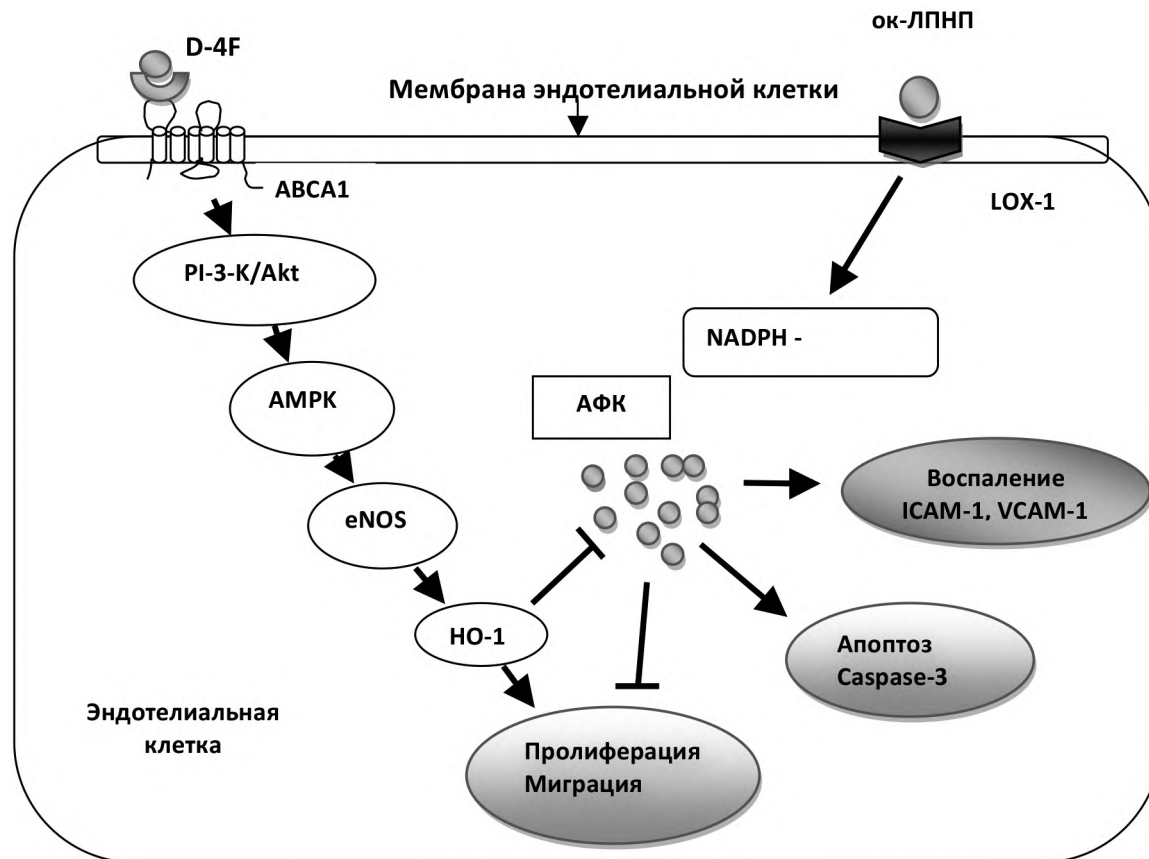 ок-ЛПНП
D-4F
Мембрана эндотелиальной клетки
ABCA1
LOX-1
PI-3-K/Akt
NADPH -
AMPK
АФК
Воспаление
ICAM-1, VCAM-1
eNOS
HO-1
Апоптоз
Caspase-3
Эндотелиальная
клетка
Пролиферация
Миграция